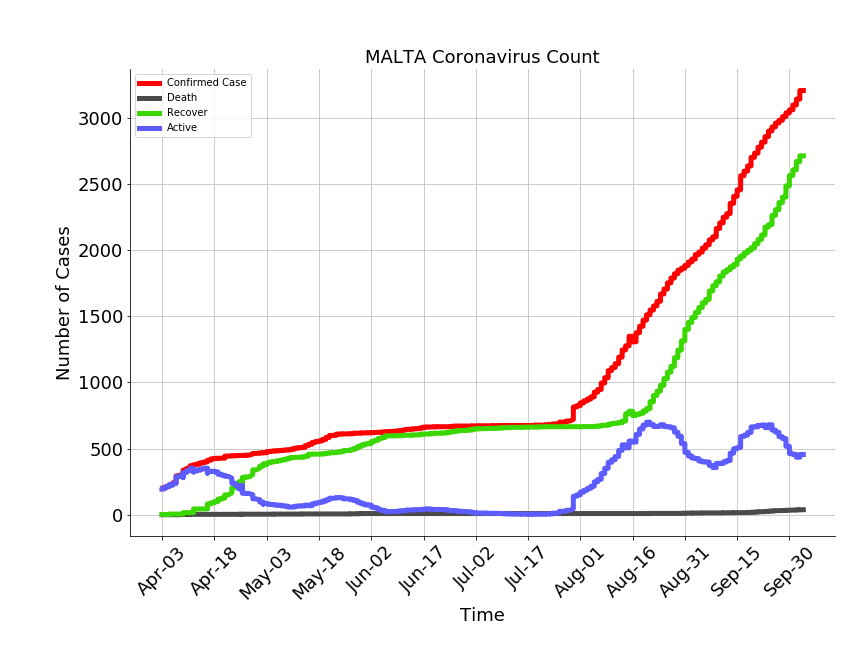 MALTA Coronavirus Count
Confirmed Case
Death
Recover
Active
Number of Cases
3000
2500
2000
1500
1000
500
0
Apr-03
Apr-18
May-03
May-18
Jun-02
Jun-17
Jul-02
Jul-17
Aug-01
Aug-16
Aug-31
Sep-15
Sep-30
Time